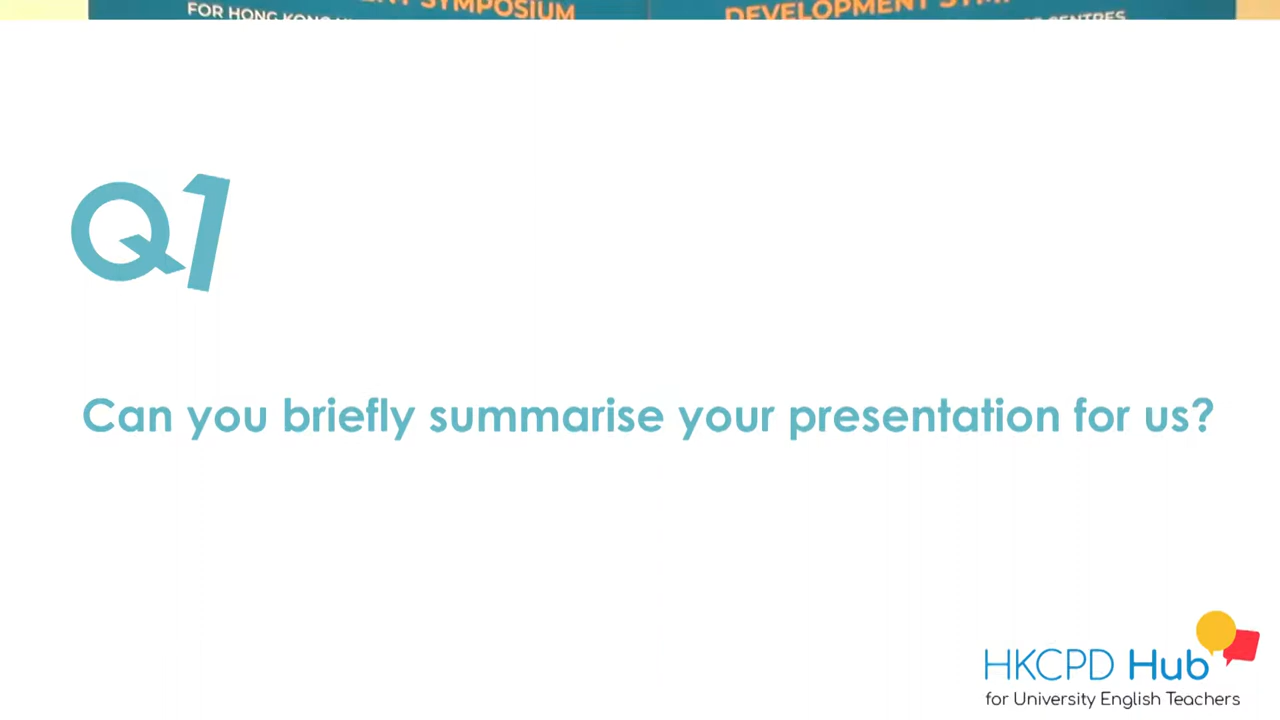 SYMPOSIUM
DEVELOPMENT
FOR HONG KONG
CENTRES
Q1
Can you briefly summarise your presentation for us?
HKCPD Hub
for University English Teachers